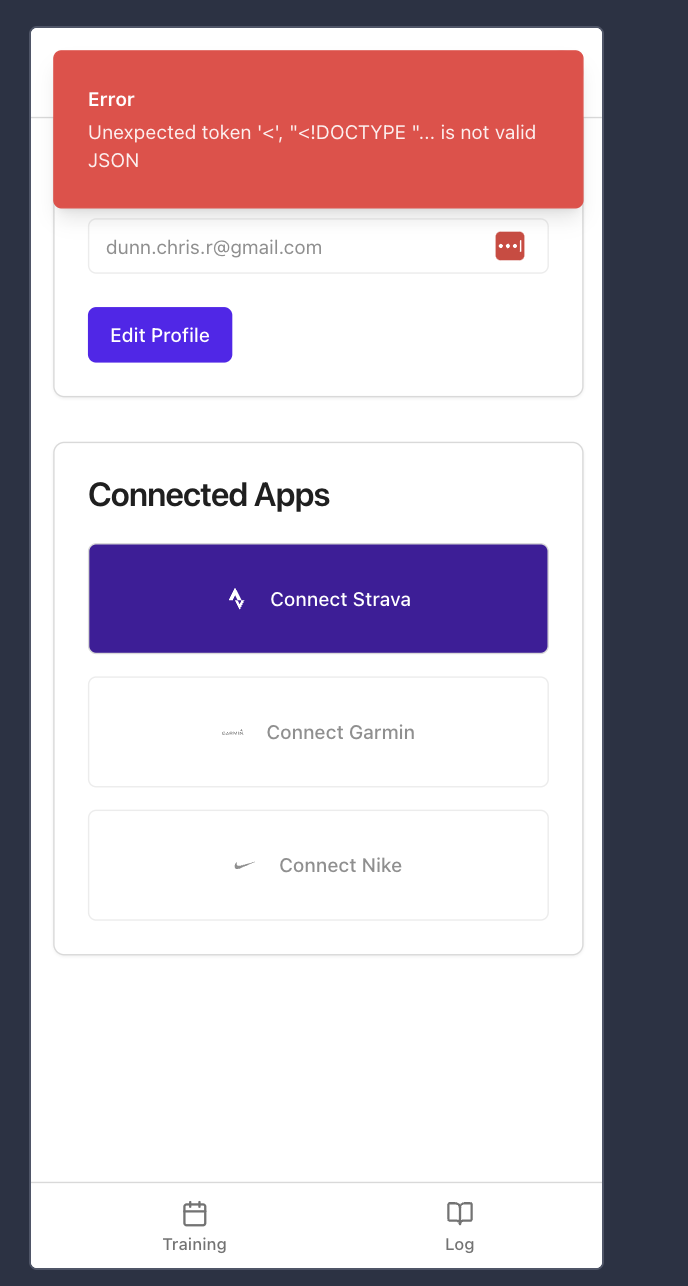 Error
Unexpected token '<', "<!DOCTYPE "... is not valid
JSON
dunn.chris.r@gmail.com
Edit Profile
Connected Apps
Connect Strava
GARMIN Connect Garmin
Connect Nike
Training
Log